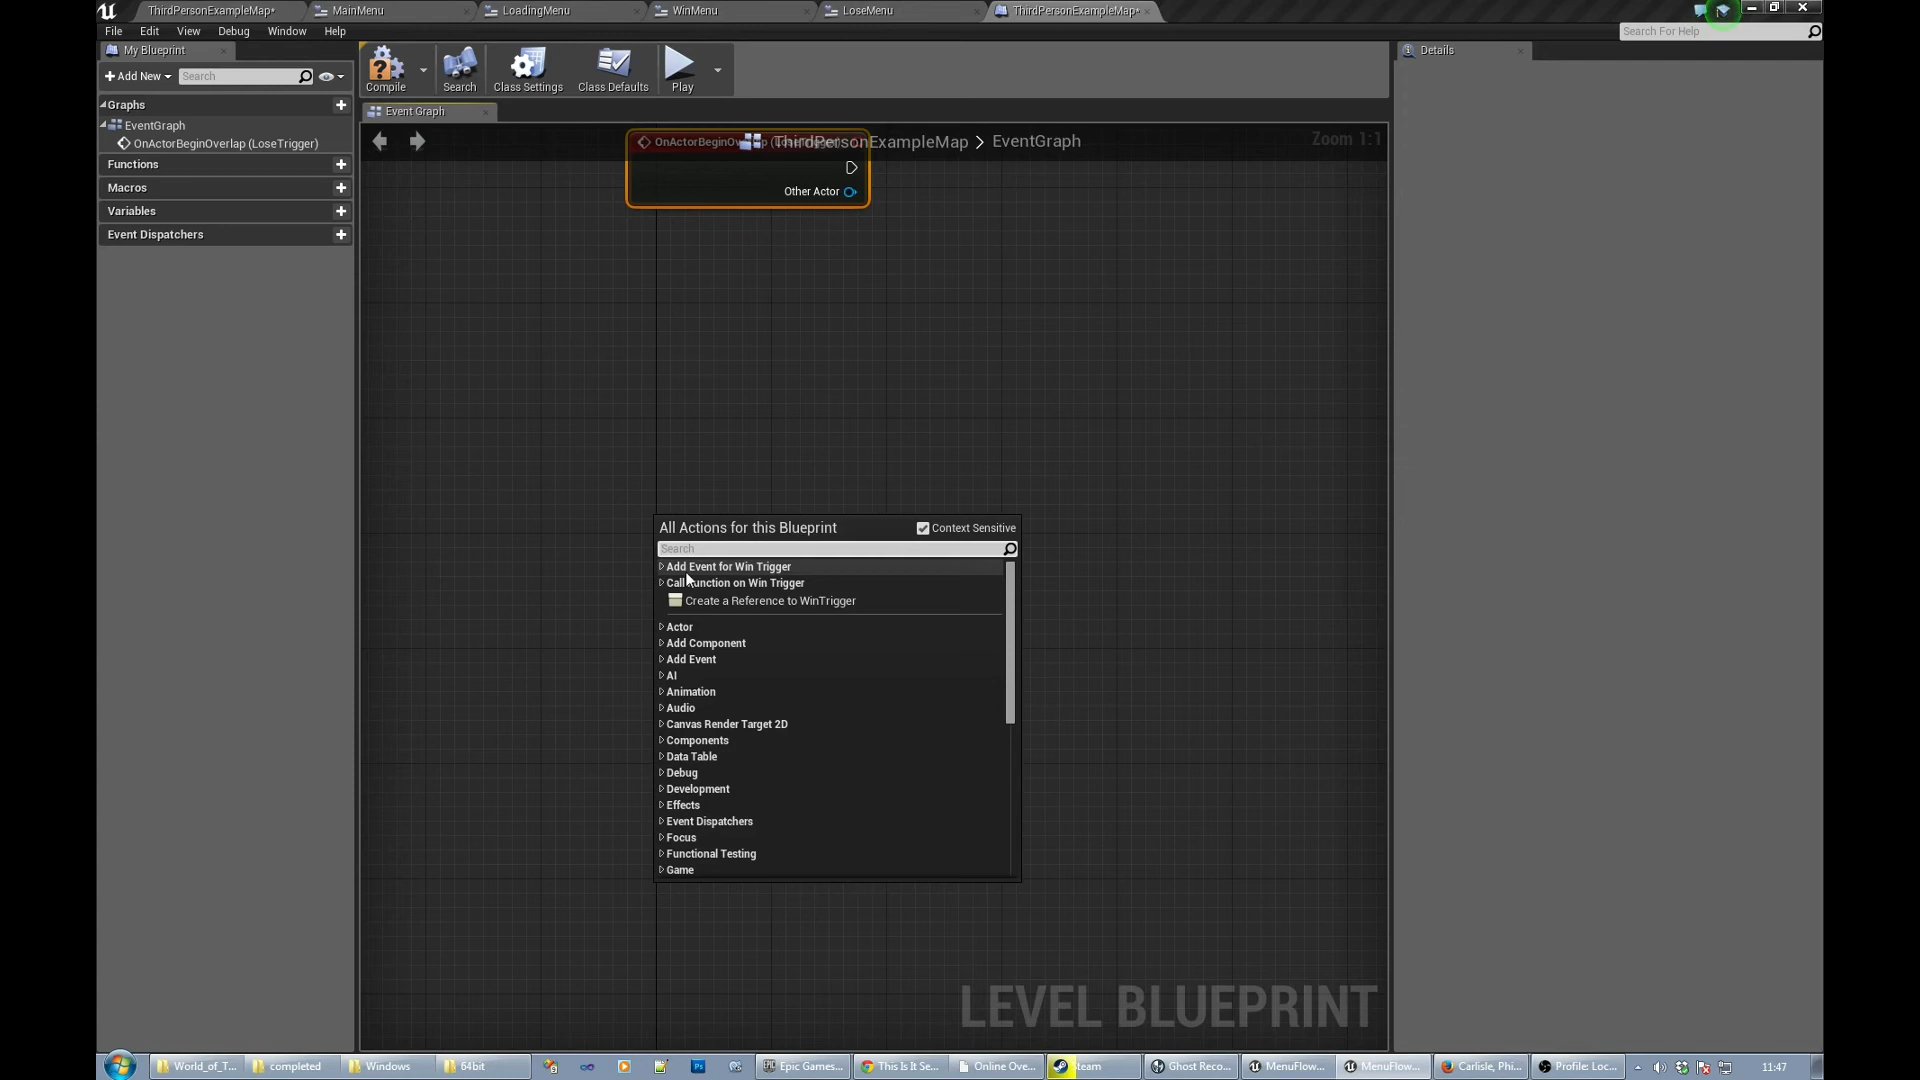 ThirdPersonExampleMap*
MainMenu
LoadingMenu
WinMenu
LoseMenu
ThirdPersonExampleMap*
File Edit View Debug Window Help
Search For Help
My Blueprint
Details
Add New
Search
Compile
Search
Class Settings
Class Defaults
Play
Graphs
Event Graph
EventGraph
OnActorBeginOverlap (LoseTrigger)
ThirdPersonExampleMap > EventGraph
Zoom 1:1
Functions
Macros
Other Actor
Variables
Event Dispatchers
All Actions for this Blueprint
Context Sensitive
Search
Add Event for Win Trigger
Call Function on Win Trigger
Create a Reference to WinTrigger
Actor
Add Component
Add Event
AI
Animation
Audio
Canvas Render Target 2D
Components
Data Table
Debug
Development
Effects
Event Dispatchers
Focus
Functional Testing
Game
LEVEL BLUEPRINT
World_of_T...
completed
Windows
64bit
Epic Games...
This Is It Se...
Online Ove...
Steam
Ghost Reco...
MenuFlow...
MenuFlow...
Carlisle, Phi...
Profile: Loc...
11:47